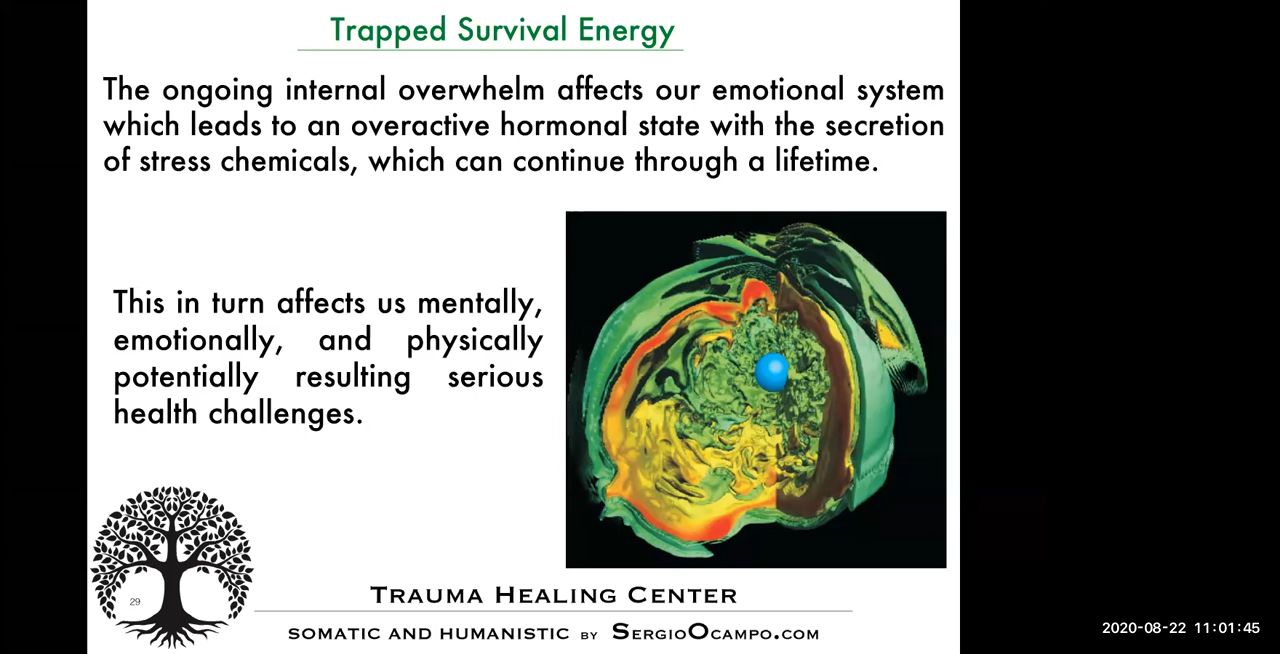 Trapped Survival Energy
The ongoing internal overwhelm affects our emotional system
which leads to an overactive hormonal state with the secretion
of stress chemicals, which can continue through a lifetime.
This in turn affects us mentally,
emotionally, and physically
potentially resulting serious
health challenges.
29
Trauma Healing Center
somatic and humanistic by SergioOcampo.com
2020-08-22 11:01:45